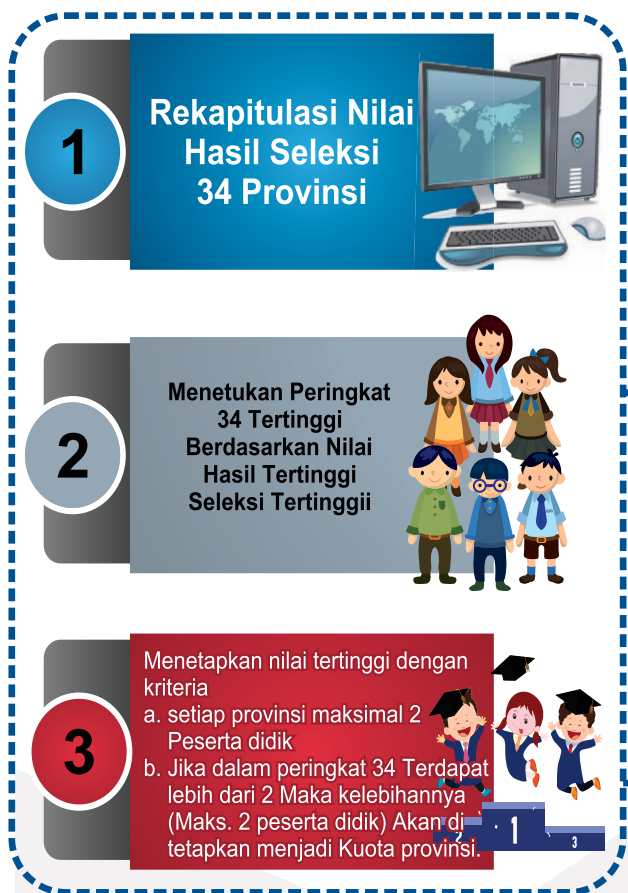 1
Rekapitulasi Nilai
Hasil Seleksi
34 Provinsi
2
Menetukan Peringkat
34 Tertinggi
Berdasarkan Nilai
Hasil Tertinggi
Seleksi Tertinggii
3
Menetapkan nilai tertinggi dengan
kriteria
a. setiap provinsi maksimal 2
Peserta didik
b. Jika dalam peringkat 34 Terdapat
lebih dari 2 Maka kelebihannya
(Maks. 2 peserta didik) Akan di
tetapkan menjadi Kuota provinsi.
2 1 3